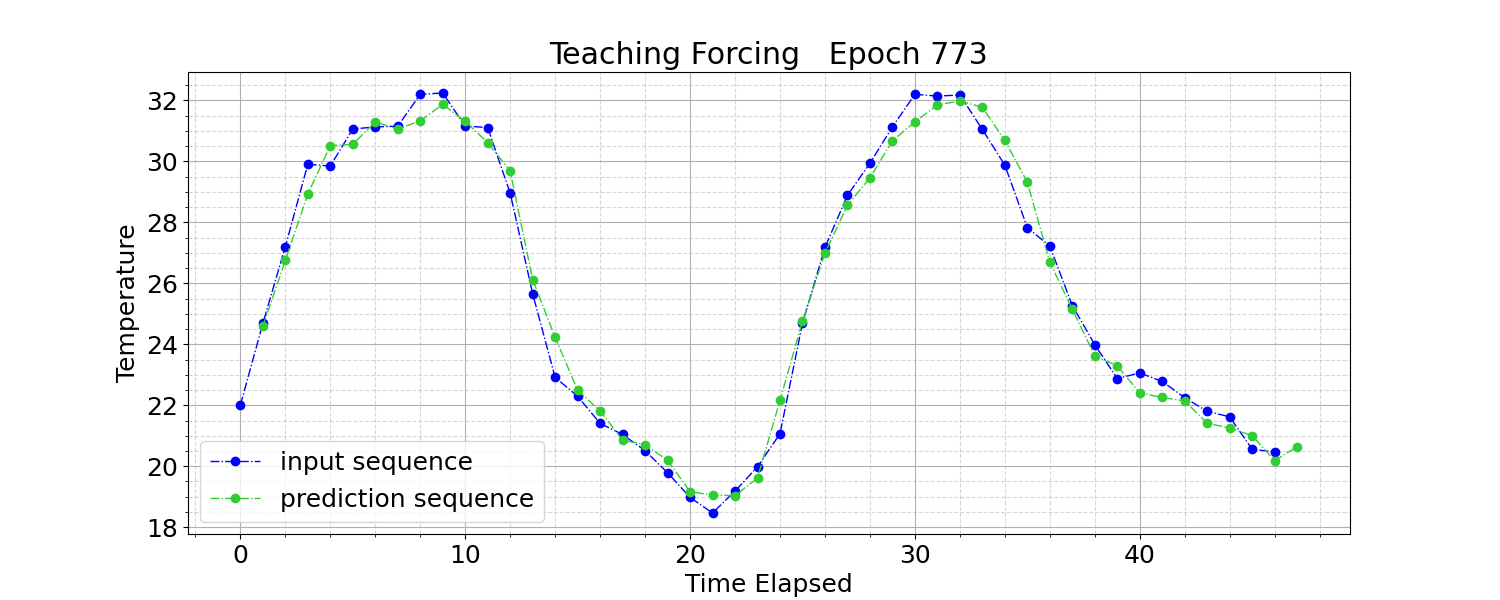 Teaching Forcing   Epoch 773
Temperature
32
30
28
26
24
22
20
18
input sequence
prediction sequence
0 10 20 30 40
Time Elapsed